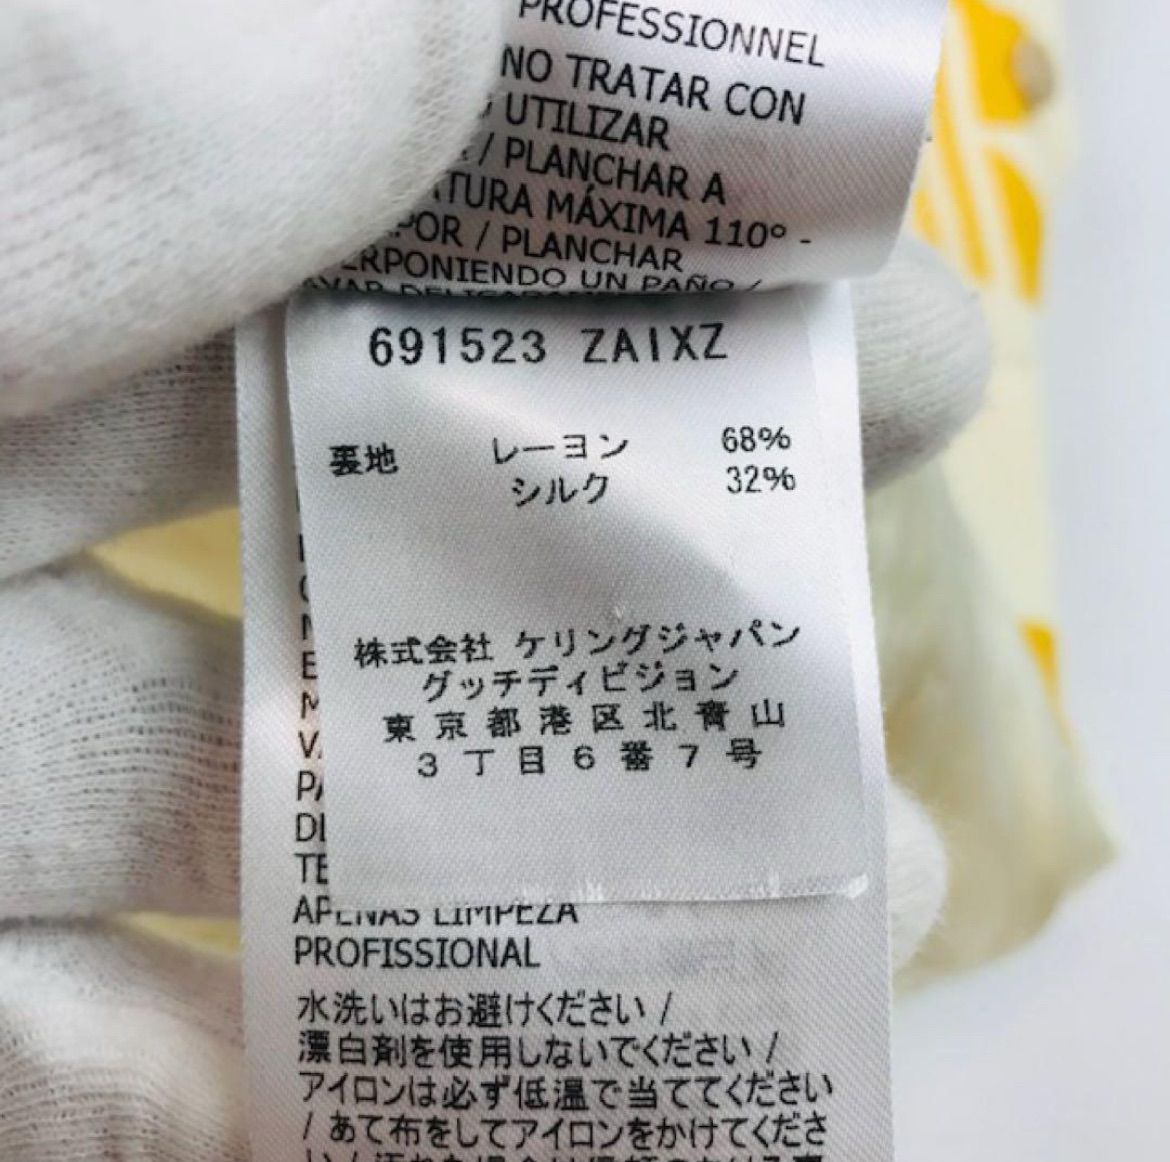 PROFESSIONNEL
NO TRATAR CON
UTILIZAR
/ PLANCHAR A
MÁXIMA 110° -
/ PLANCHAR
UN PAÑO /
691523 ZAIXZ
裏地 レーヨン 68%
シルク 32%
株式会社 ケリングジャパン
グッチディビジョン
東京都港区北青山
3丁目6番7号
APENAS LIMPEZA
PROFISSIONAL
水洗いはお避けください /
漂白剤を使用しないでください /
アイロンは必ず低温で当ててください
/ あて布をしてアイロンをかけてくださ